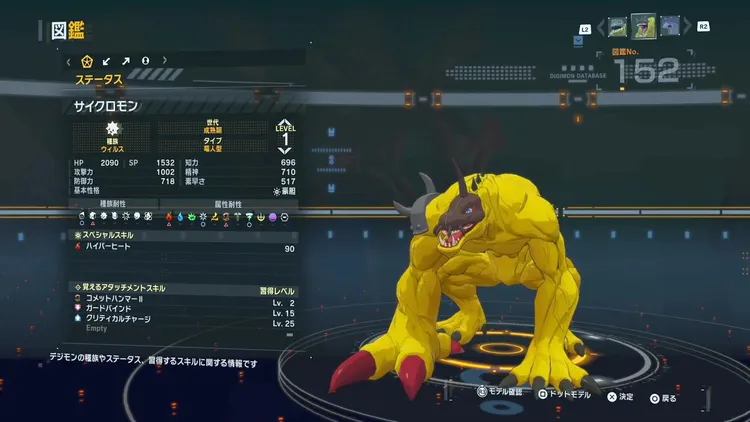 図鑑
L2
R2
図鑑No.
152
DIGIMON DATABASE
ステータス
サイクロモン
種族
ウイルス
世代
成熟期
タイプ
竜人型
LEVEL
1
HP 2090 SP 1532 知力 696
攻撃力 1002 精神 710
防御力 718 素早さ 517
基本性格 豪胆
種族耐性 属性耐性
スペシャルスキル
ハイパーヒート 90
覚えるアタッチメントスキル 習得レベル
コメットハンマーⅡ Lv. 2
ガードバインド Lv. 15
クリティカルチャージ Lv. 25
Empty
デジモンの種族やステータス、習得するスキルに関する情報です
モデル確認 ドットモデル 決定 戻る